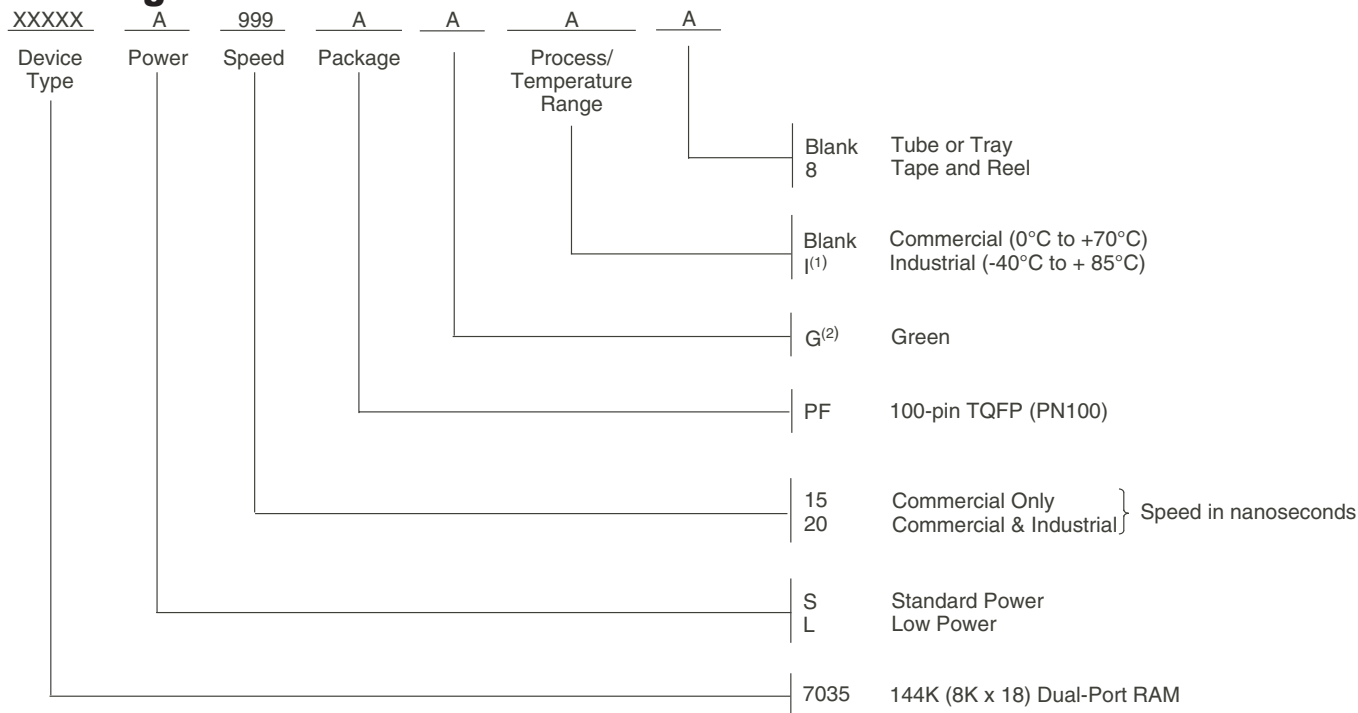 XXXXX A 999 A A A A
Device Type
Power
Speed
Package
Process/
Temperature
Range
Blank Tube or Tray
8 Tape and Reel
Blank Commercial (0°C to +70°C)
I(1) Industrial (-40°C to + 85°C)
G(2) Green
PF 100-pin TQFP (PN100)
15 Commercial Only
20 Commercial & Industrial
Speed in nanoseconds
S Standard Power
L Low Power
7035 144K (8K x 18) Dual-Port RAM